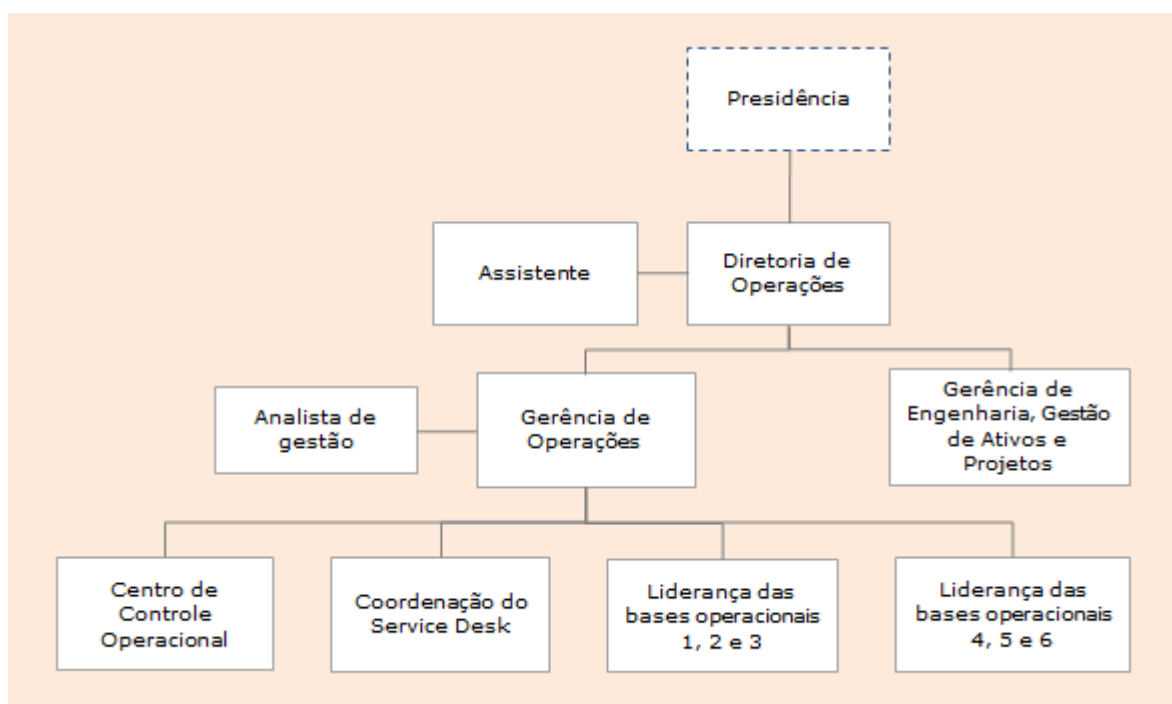 Presidência
Assistente
Diretoria de
Operações
Analista de
gestão
Gerência de
Operações
Gerência de
Engenharia, Gestão
de Ativos e
Projetos
Centro de
Controle
Operacional
Coordenação do
Service Desk
Liderança das
bases operacionais
1, 2 e 3
Liderança das
bases operacionais
4, 5 e 6